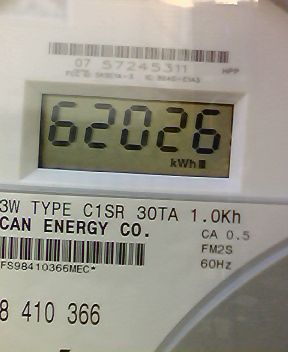 07 57245311
HPP
62026
kWh
3W TYPE C1SR 30TA 1.0Kh
CAN ENERGY CO.
CA 0.5
FM2S
FS98410366MEC*
60Hz
8 410 366